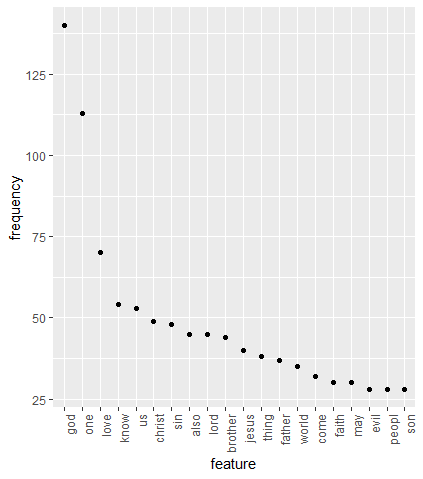 125
100
75
50
25
frequency
god
one
love
know
us
christ
sin
also
lord
brother
jesus
thing
father
world
come
faith
may
evil
peopl
son
feature